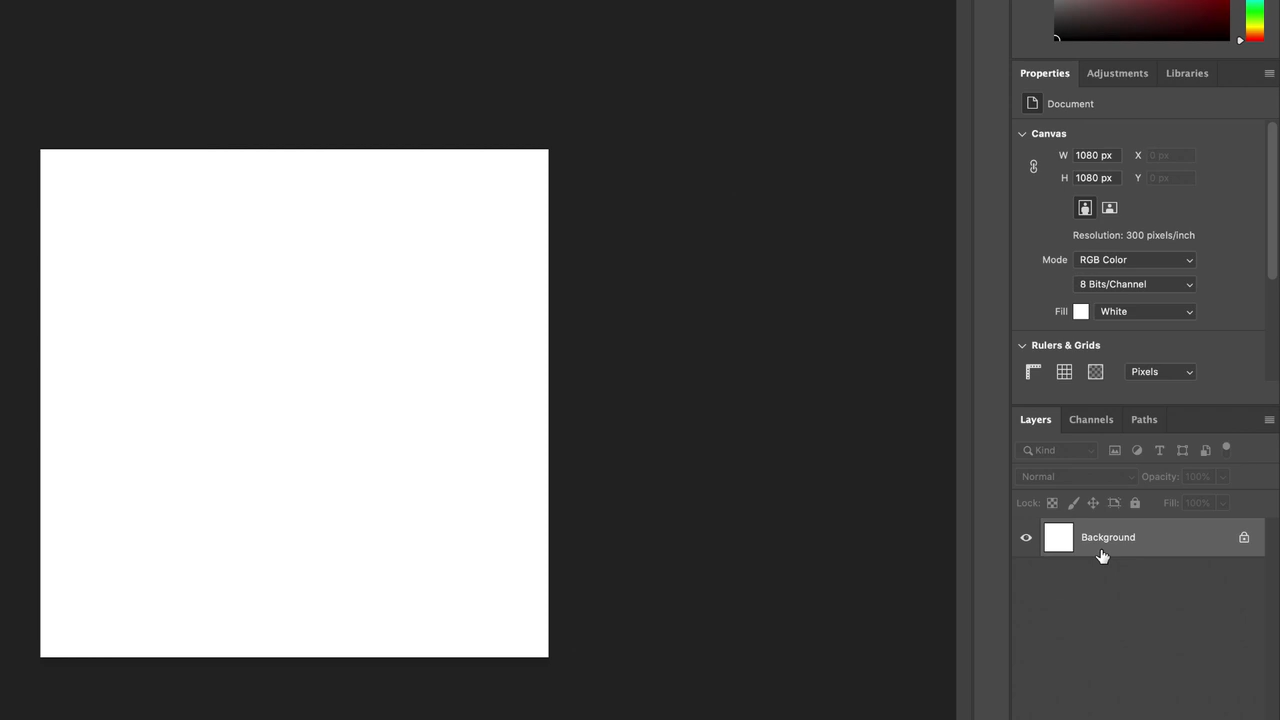 Properties Adjustments Libraries
Document
Canvas
W 1080 px X 0 px
H 1080 px Y 0 px
Resolution: 300 pixels/inch
Mode RGB Color
8 Bits/Channel
Fill White
Rulers & Grids
Pixels
Layers Channels Paths
Kind
Normal Opacity: 100%
Lock: Fill: 100%
Background